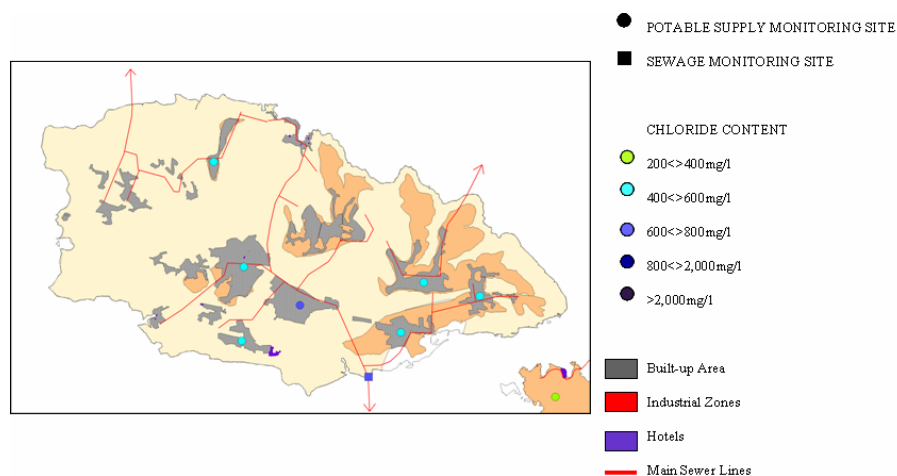 POTABLE SUPPLY MONITORING SITE
SEWAGE MONITORING SITE
CHLORIDE CONTENT
200<>400mg/l
400<>600mg/l
600<>800mg/l
800<>2,000mg/l
>2,000mg/l
Built-up Area
Industrial Zones
Hotels
Main Sewer Lines